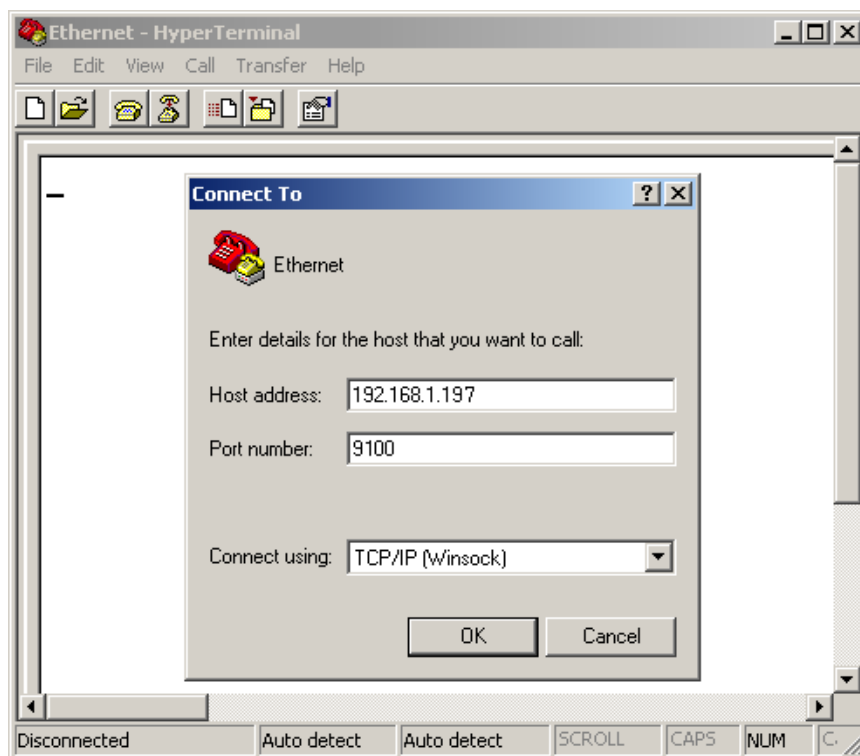 Ethernet - HyperTerminal
File Edit View Call Transfer Help
Connect To
Ethernet
Enter details for the host that you want to call:
Host address: 192.168.1.197
Port number: 9100
Connect using: TCP/IP (Winsock)
OK Cancel
Disconnected Auto detect Auto detect SCROLL CAPS NUM